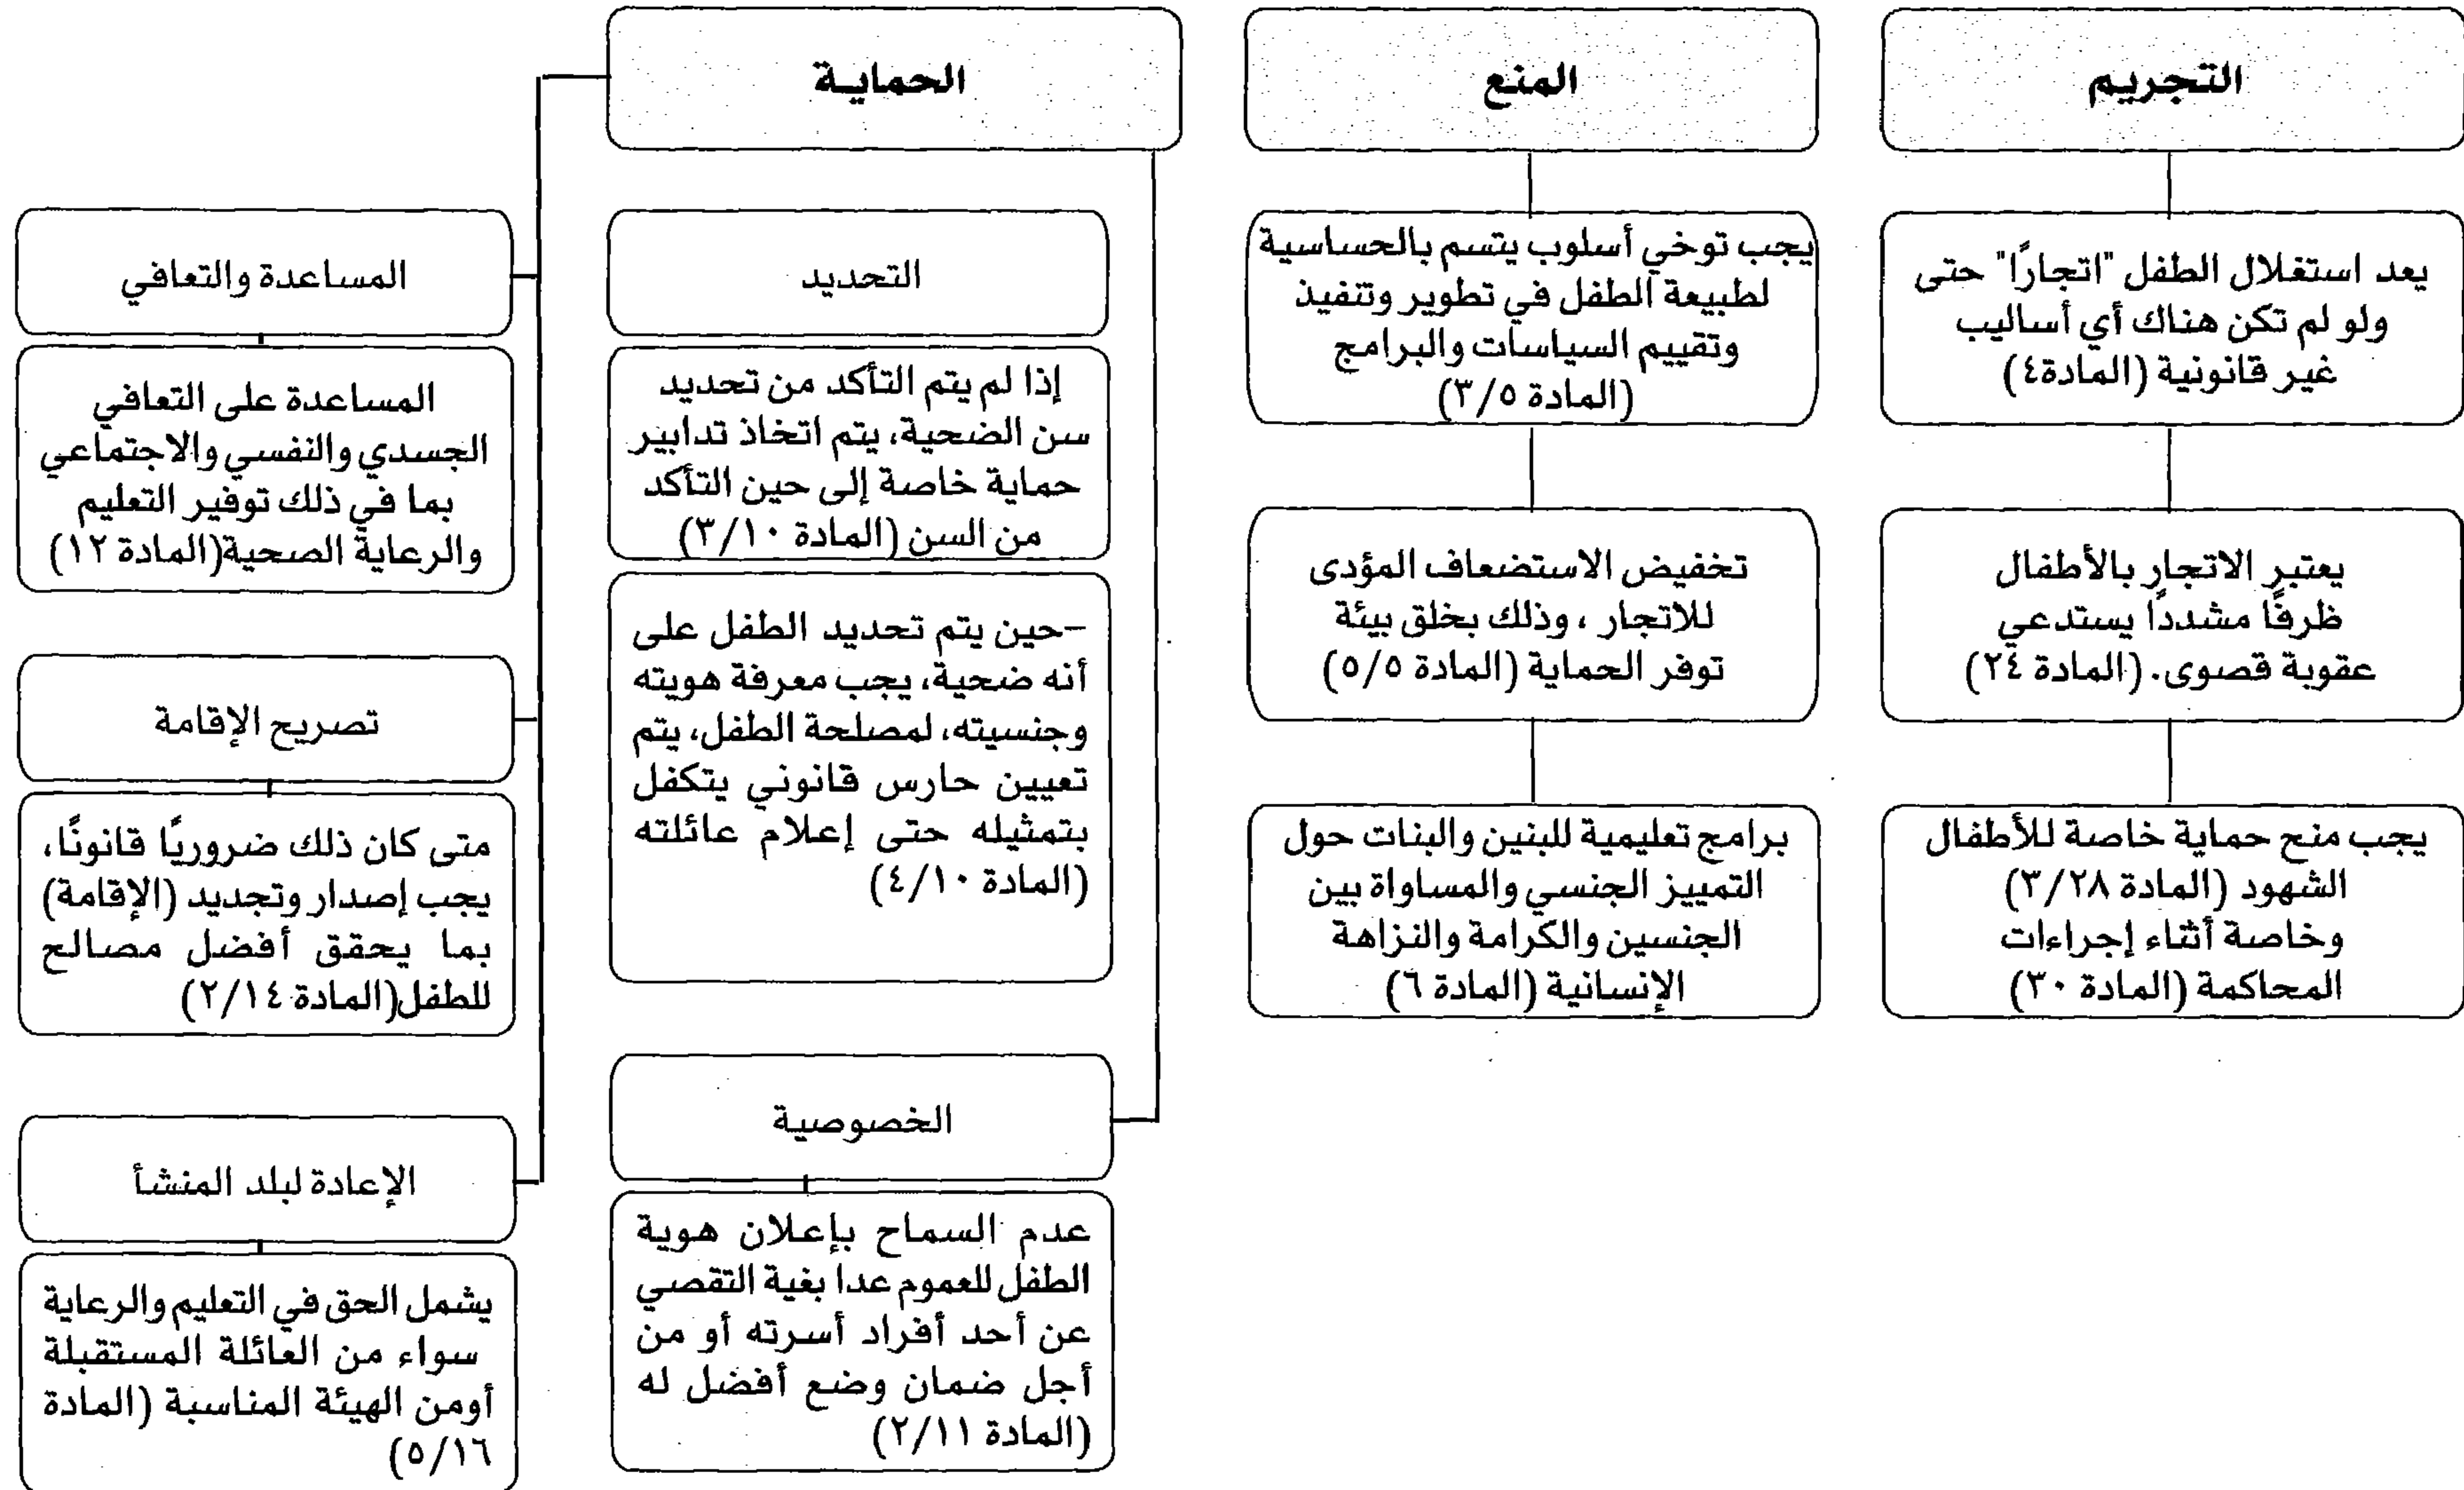 التجريم
يعد استغلال الطفل "اتجارًا" حتى
ولو لم تكن هناك أي أساليب
غير قانونية (المادة٤)
يعتبر الاتجار بالأطفال
ظرفًا مشددًا يستدعي
عقوبة قصوى. (المادة ٢٤)
يجب منح حماية خاصة للأطفال
الشهود (المادة ٣/٢٨)
وخاصة أثناء إجراءات
المحاكمة (المادة ٣٠)
المنع
يجب توخي أسلوب يتسم بالحساسية
لطبيعة الطفل في تطوير وتنفيذ
وتقييم السياسات والبرامج
(المادة ٣/٥)
تخفيض الاستضعاف المؤدى
للاتجار ، وذلك بخلق بيئة
توفر الحماية (المادة ٥/٥)
برامج تعليمية للبنين والبنات حول
التمييز الجنسي والمساواة بين
الجنسين والكرامة والنزاهة
الإنسانية (المادة ٦)
الحماية
التحديد
إذا لم يتم التأكد من تحديد
سن الضحية، يتم اتخاذ تدابير
حماية خاصة إلى حين التأكد
من السن (المادة ٣/١٠)
-حين يتم تحديد الطفل على
أنه ضحية، يجب معرفة هويته
وجنسيته، لمصلحة الطفل، يتم
تعيين حارس قانوني يتكفل
بتمثيله حتى إعلام عائلته
(المادة ٤/١٠)
الخصوصية
عدم السماح بإعلان هوية
الطفل للعموم عدا بغية التقصي
عن أحد أفراد أسرته أو من
أجل ضمان وضع أفضل له
(المادة ٢/١١)
المساعدة والتعافي
المساعدة على التعافي
الجسدي والنفسي والاجتماعي
بما في ذلك توفير التعليم
والرعاية الصحية(المادة ١٢)
تصريح الإقامة
متى كان ذلك ضروريًا قانونًا،
يجب إصدار وتجديد (الإقامة)
بما يحقق أفضل مصالح
للطفل(المادة ٢/١٤)
الإعادة لبلد المنشأ
يشمل الحق في التعليم والرعاية
سواء من العائلة المستقبلة
أومن الهيئة المناسبة (المادة
٥/١٦)